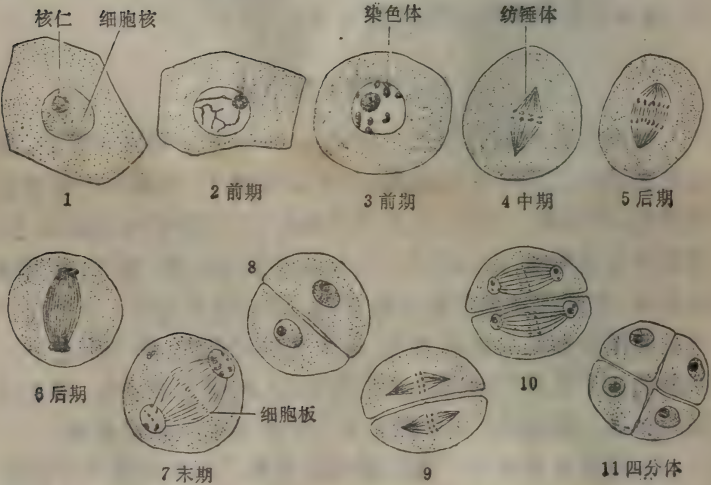 核仁 细胞核 染色体 纺锤体
1 2前期 3前期 4中期 5后期
8
6后期 细胞板 10
7末期 9 11四分体